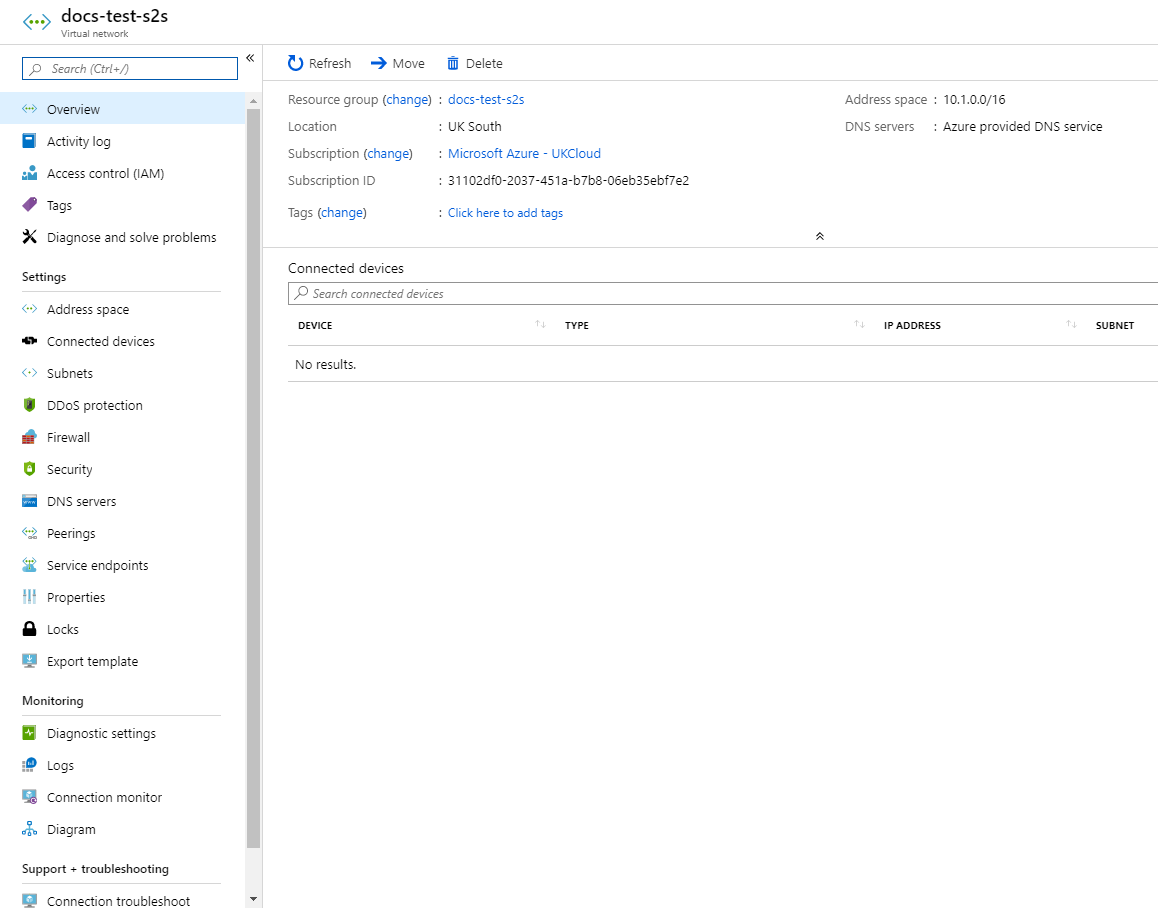 docs-test-s2s
Virtual network
Search (Ctrl+/)
«
Overview
Activity log
Access control (IAM)
Tags
Diagnose and solve problems
Settings
Address space
Connected devices
Subnets
DDoS protection
Firewall
Security
DNS servers
Peerings
Service endpoints
Properties
Locks
Export template
Monitoring
Diagnostic settings
Logs
Connection monitor
Diagram
Support + troubleshooting
Connection troubleshoot
Refresh Move Delete
Resource group (change) : docs-test-s2s Address space : 10.1.0.0/16
Location : UK South DNS servers : Azure provided DNS service
Subscription (change) : Microsoft Azure - UKCloud
Subscription ID : 31102df0-2037-451a-b7b8-06eb35ebf7e2
Tags (change) : Click here to add tags
Connected devices
Search connected devices
DEVICE TYPE IP ADDRESS SUBNET
No results.